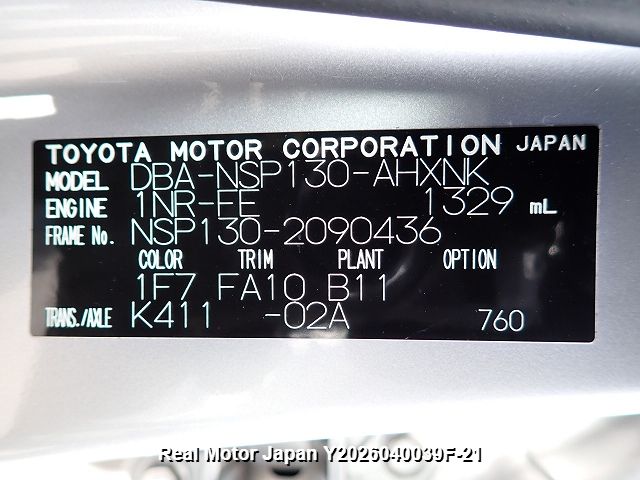 TOYOTA MOTOR CORPORATION JAPAN
MODEL DBA-NSP130-AHXNK
ENGINE 1NR-FE 1329 mL
FRAME No. NSP130-2090436
COLOR TRIM PLANT OPTION
1F7 FA10 B11
TRANS./AXLE K411 -02A 760
Real Motor Japan Y2026040039F-21